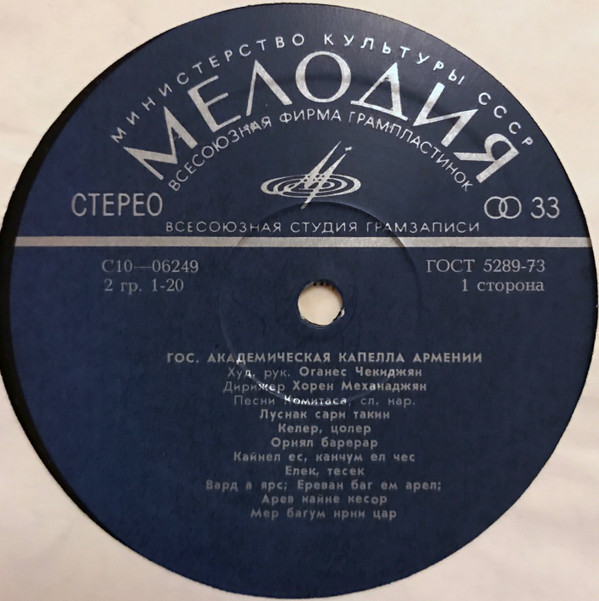 МИНИСТЕРСТВО КУЛЬТУРЫ СССР
МЕЛОДИЯ
ВСЕСОЮЗНАЯ ФИРМА ГРАМПЛАСТИНОК
СТЕРЕО 33
ВСЕСОЮЗНАЯ СТУДИЯ ГРАМЗАПИСИ
С10—06249 ГОСТ 5289-73
2 гр. 1-20 1 сторона
ГОС. АКАДЕМИЧЕСКАЯ КАПЕЛЛА АРМЕНИИ
Худ. рук. Оганес Чекиджян
Дирижер Хорен Механаджян
Песни Комитаса, сл. нар.
Луснак сари такин
Келер, цолер
Орнял барерар
Кайнел ес, канчум ел чес
Елек, тесек
Вард а ярс; Ереван баг ем арел;
Арев кайне кесор
Мер багум нрни цар